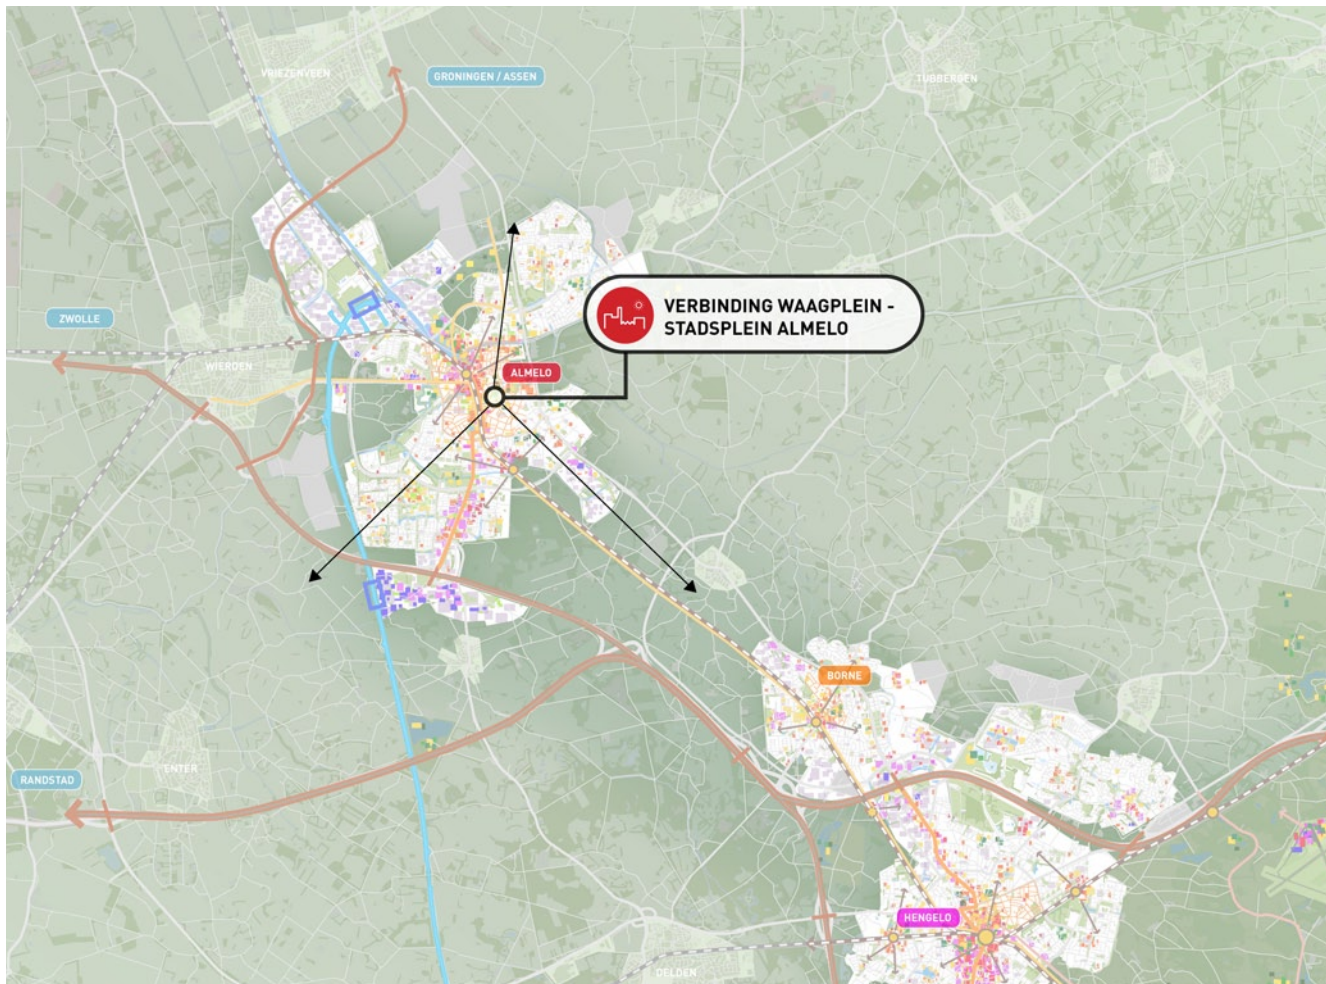 VRIEZENVEEN
GRONINGEN / ASSEN
TUBBERGEN
VERBINDING WAAGPLEIN -
STADSPLEIN ALMELO
ZWOLLE
WIERDEN
ALMELO
BORNE
ENTER
RANDSTAD
HENGELO
DELDEN